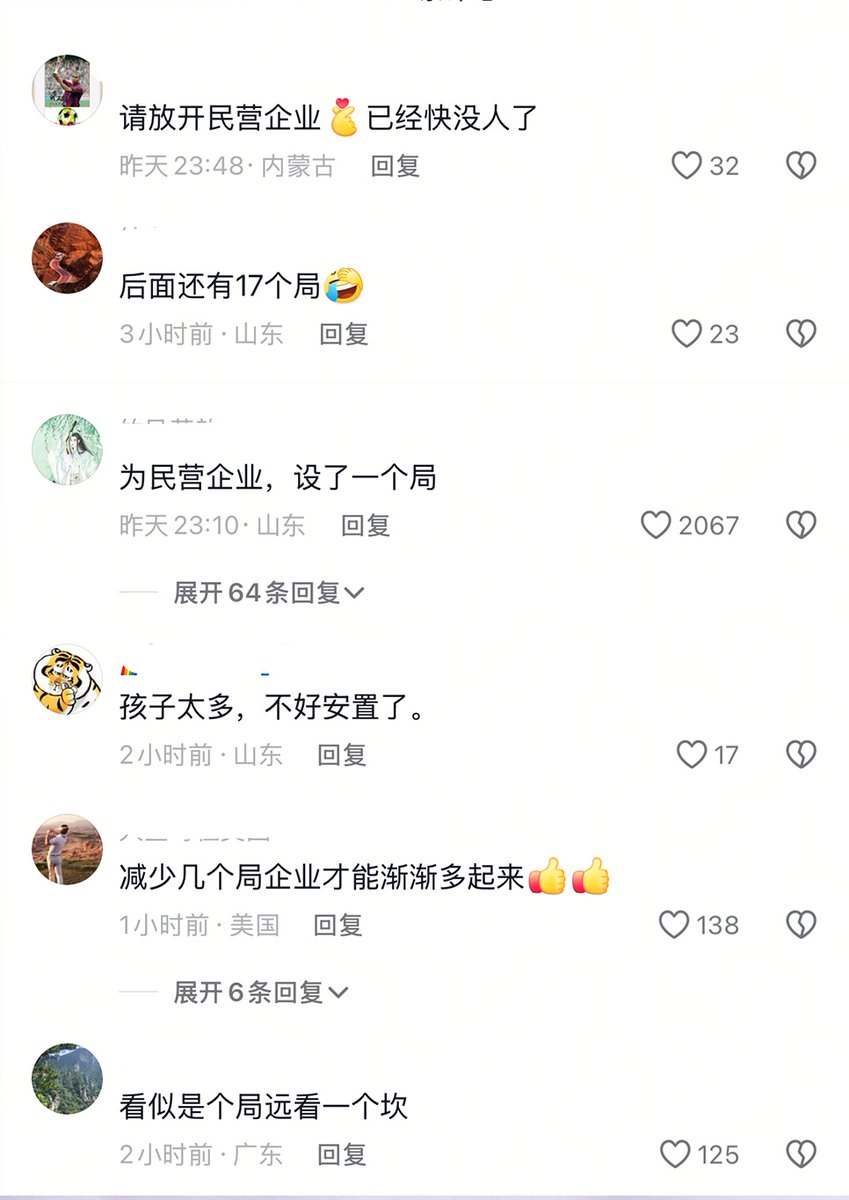 请放开民营企业🫰已经快没人了
昨天 23:48 · 内蒙古 回复 32
后面还有17个局🤣
3小时前 · 山东 回复 23
为民营企业，设了一个局
昨天 23:10 · 山东 回复 2067
展开64条回复
孩子太多，不好安置了。
2小时前 · 山东 回复 17
减少几个局企业才能渐渐多起来👍👍
1小时前 · 美国 回复 138
展开6条回复
看似是个局远看一个坎
2小时前 · 广东 回复 125